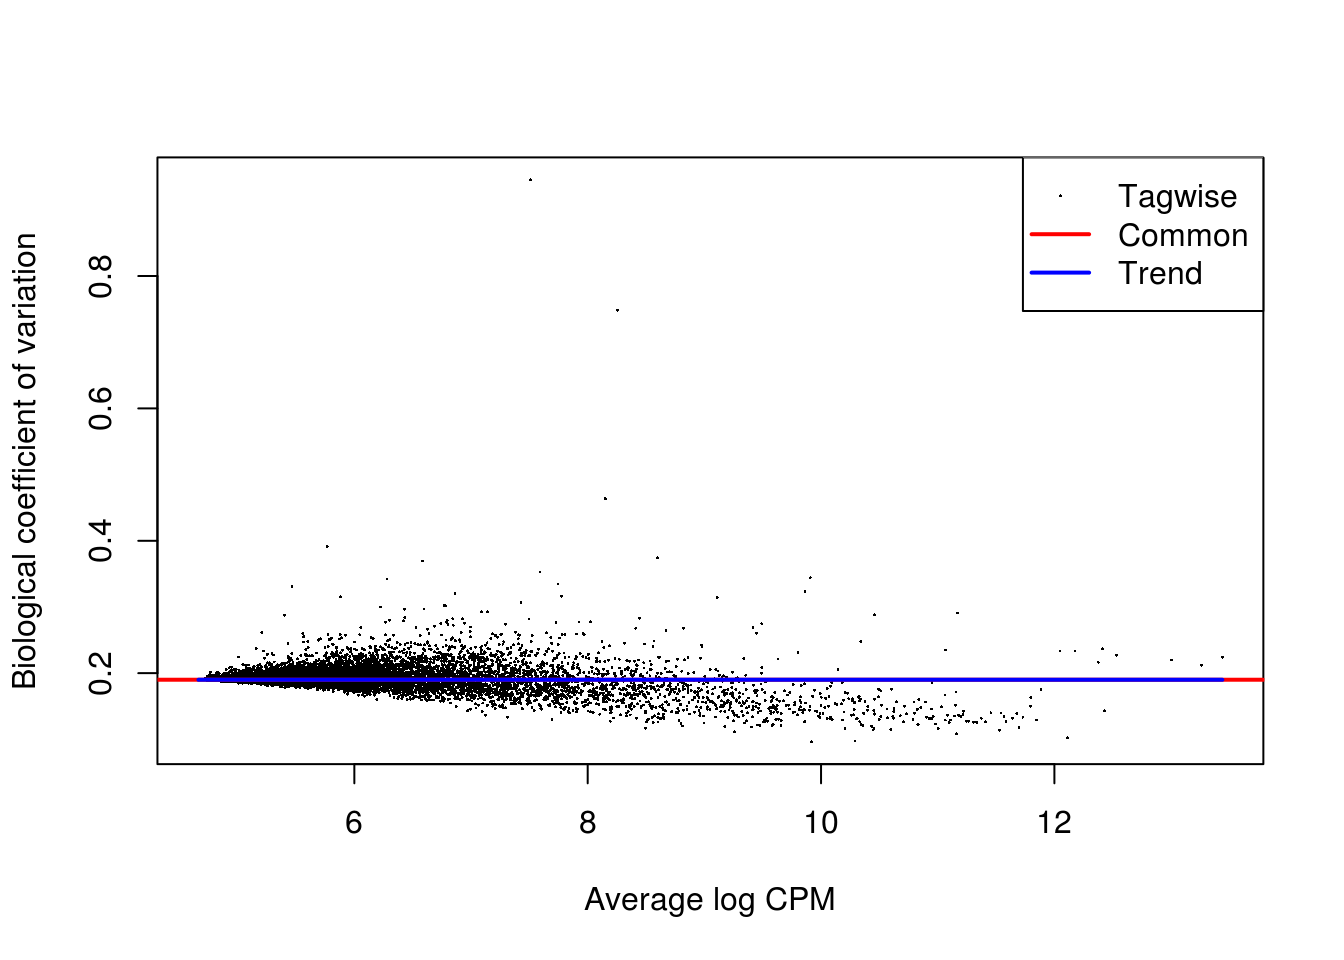 Tagwise
Common
Trend
Biological coefficient of variation
0.8
0.6
0.4
0.2
6
8
10
12
Average log CPM